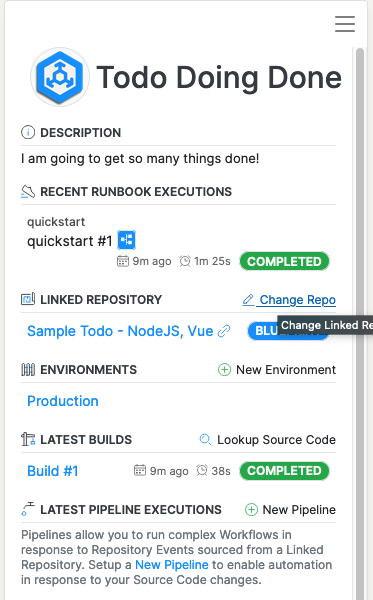 Todo Doing Done
DESCRIPTION
I am going to get so many things done!
RECENT RUNBOOK EXECUTIONS
quickstart
quickstart #1
9m ago 1m 25s COMPLETED
LINKED REPOSITORY Change Repo
Sample Todo - NodeJS, Vue
Change Linked Re
ENVIRONMENTS New Environment
Production
LATEST BUILDS Lookup Source Code
Build #1 9m ago 38s COMPLETED
LATEST PIPELINE EXECUTIONS New Pipeline
Pipelines allow you to run complex Workflows in
response to Repository Events sourced from a Linked
Repository. Setup a New Pipeline to enable automation
in response to your Source Code changes.